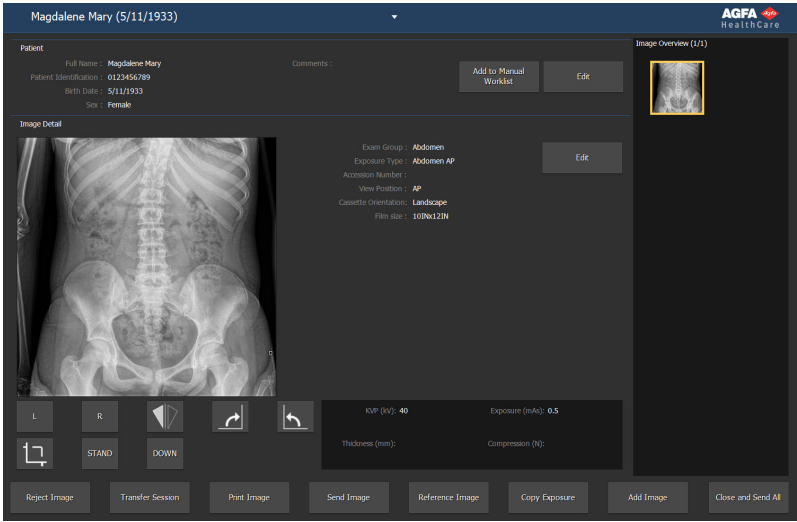 Magdalene Mary (5/11/1933)
AGFA
HealthCare
Patient
Full Name : Magdalene Mary
Patient Identification : 0123456789
Birth Date : 5/11/1933
Sex : Female
Comments :
Add to Manual
Worklist
Edit
Image Overview (1/1)
Image Detail
Exam Group : Abdomen
Exposure Type : Abdomen AP
Accession Number :
View Position : AP
Cassette Orientation: Landscape
Film size : 10INx12IN
Edit
L
R
STAND
DOWN
KVP (kV): 40
Exposure (mAs): 0.5
Thickness (mm):
Compression (N):
Reject Image
Transfer Session
Print Image
Send Image
Reference Image
Copy Exposure
Add Image
Close and Send All